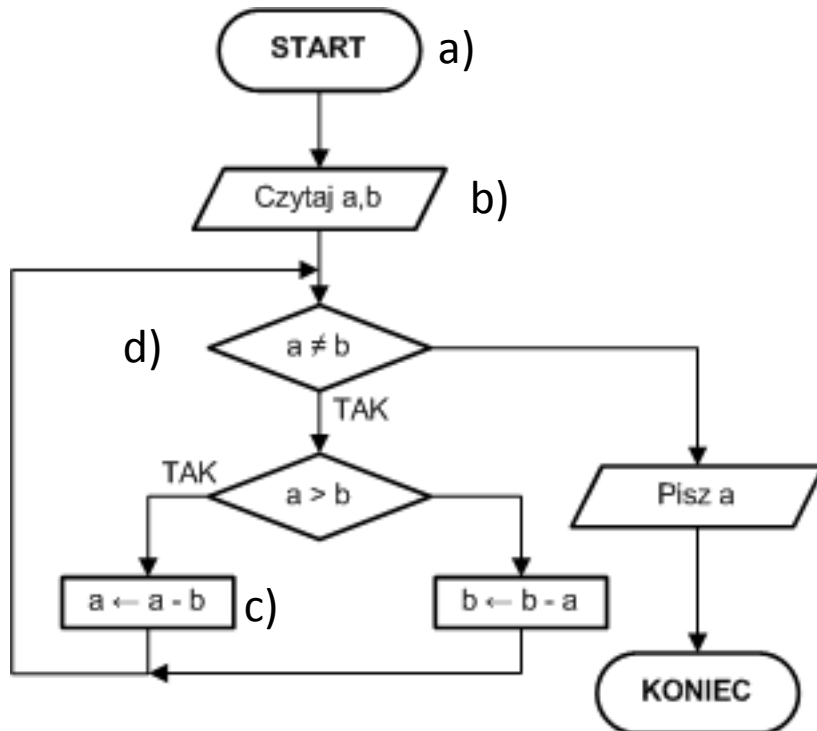 START a)
Czytaj a,b b)
d) a ≠ b
TAK
TAK
a > b
Pisz a
a ← a - b c)
b ← b - a
KONIEC